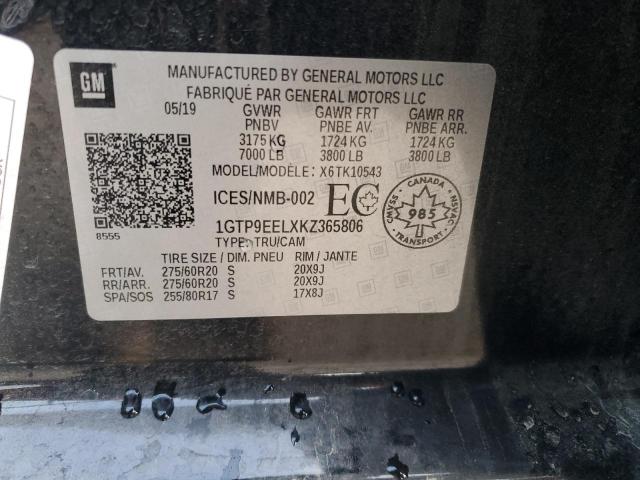 GM
MANUFACTURED BY GENERAL MOTORS LLC
FABRIQUÉ PAR GENERAL MOTORS LLC
05/19 GVWR GAWR FRT GAWR RR
PNBV PNBE AV. PNBE ARR.
3175 KG 1724 KG 1724 KG
7000 LB 3800 LB 3800 LB
MODEL/MODÈLE: X6TK10543
ICES/NMB-002 EC
CANADA
CMVSS 985 NSVAC
8555
1GTP9EELXKZ365806
TYPE: TRU/CAM
TIRE SIZE / DIM. PNEU RIM / JANTE
FRT/AV. 275/60R20 S 20X9J
RR/ARR. 275/60R20 S 20X9J
SPA/SOS 255/80R17 S 17X8J